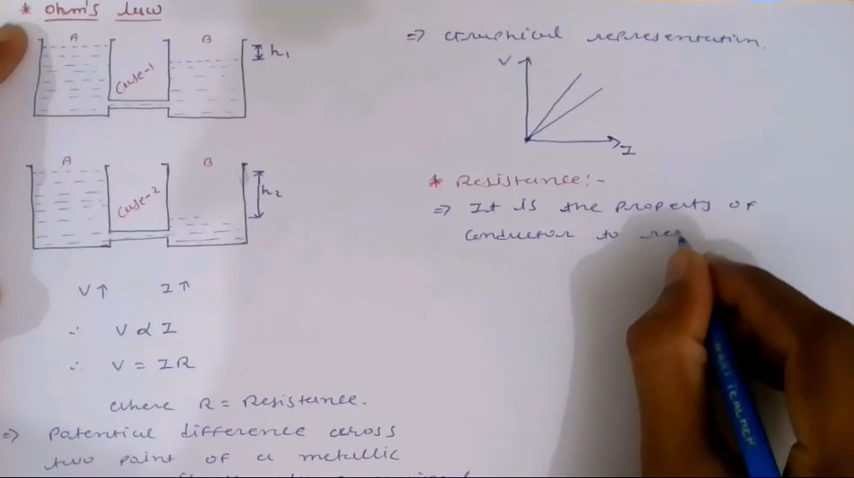 * Ohm's law
A
B
h1
Case-1
A
B
h2
Case-2
V↑ I↑
∴ V α I
∴ V = IR
where R = Resistance.
⇒ Potential difference across
two point of a metallic
⇒ Graphical representation.
V
I
* Resistance:-
⇒ It is the property of
conductor to res